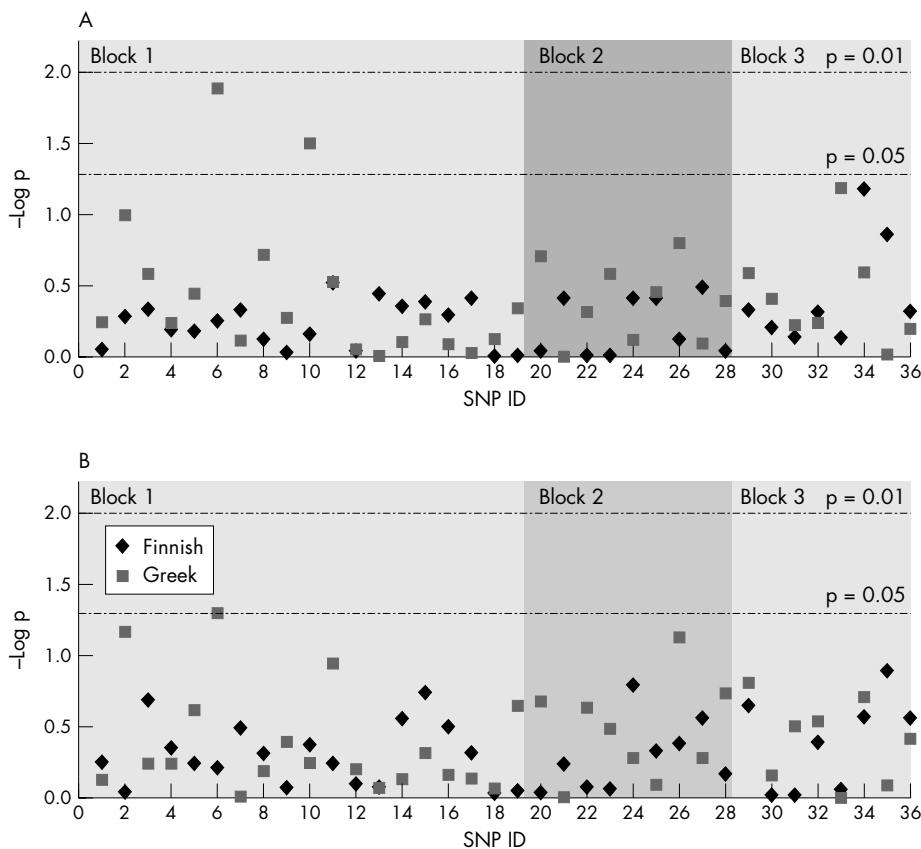 A
Block 1 Block 2 Block 3 p = 0.01
2.0
1.5
p = 0.05
1.0
0.5
0.0
–Log p
0 2 4 6 8 10 12 14 16 18 20 22 24 26 28 30 32 34 36
SNP ID
B
Block 1 Block 2 Block 3 p = 0.01
2.0
Finnish
Greek
1.5
p = 0.05
1.0
0.5
0.0
–Log p
0 2 4 6 8 10 12 14 16 18 20 22 24 26 28 30 32 34 36
SNP ID